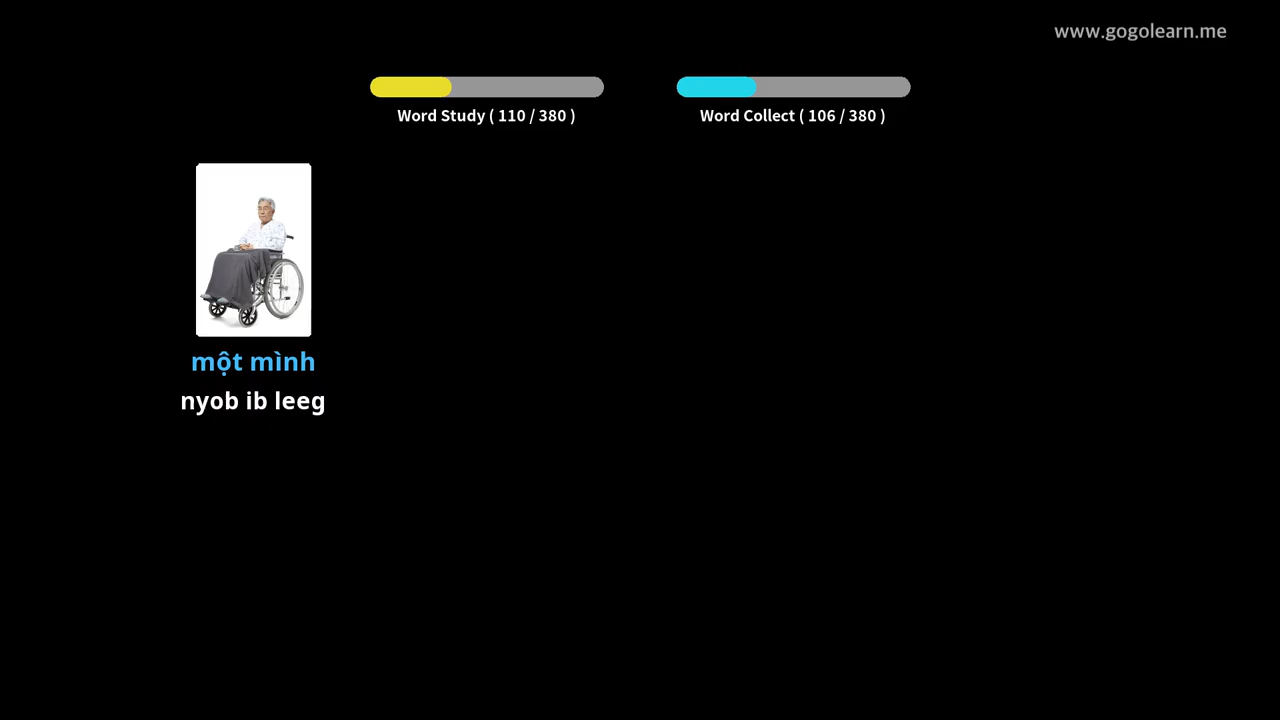 www.gogolearn.me
Word Study ( 110 / 380 )
Word Collect ( 106 / 380 )
một mình
nyob ib leeg